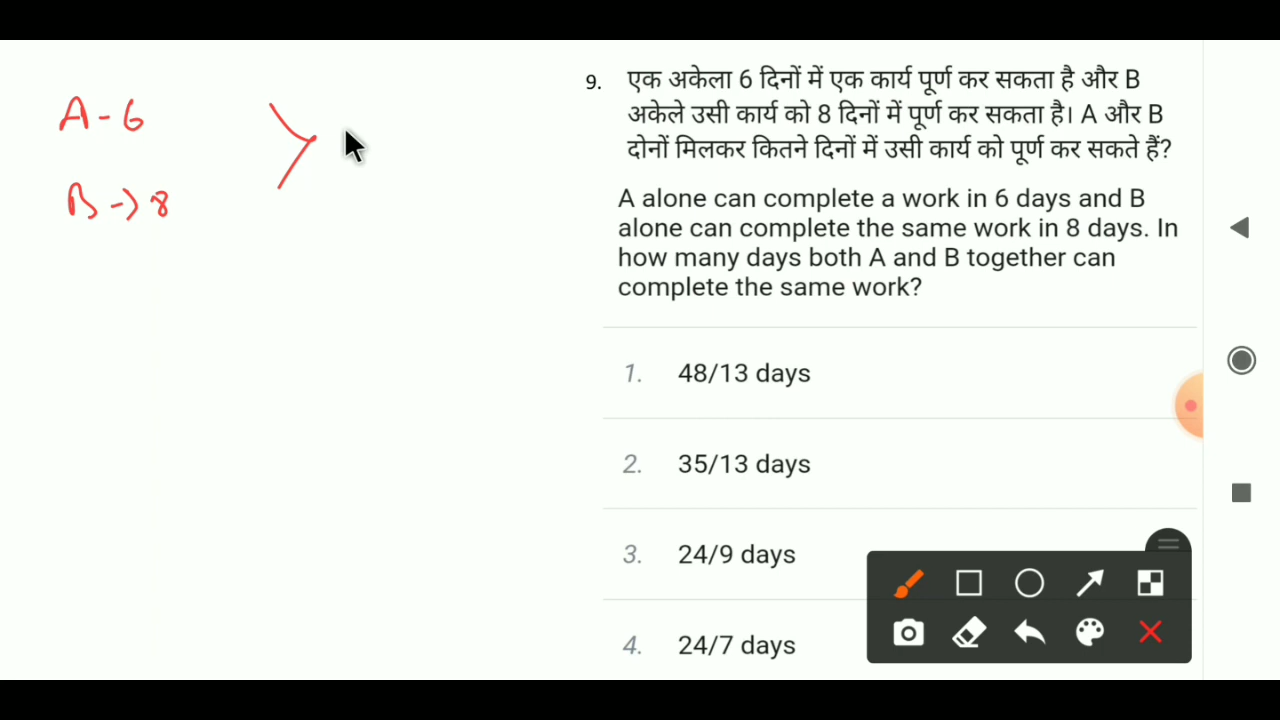 A - 6
B → 8
9. एक अकेला 6 दिनों में एक कार्य पूर्ण कर सकता है और B
अकेले उसी कार्य को 8 दिनों में पूर्ण कर सकता है। A और B
दोनों मिलकर कितने दिनों में उसी कार्य को पूर्ण कर सकते हैं?
A alone can complete a work in 6 days and B
alone can complete the same work in 8 days. In
how many days both A and B together can
complete the same work?
1. 48/13 days
2. 35/13 days
3. 24/9 days
4. 24/7 days